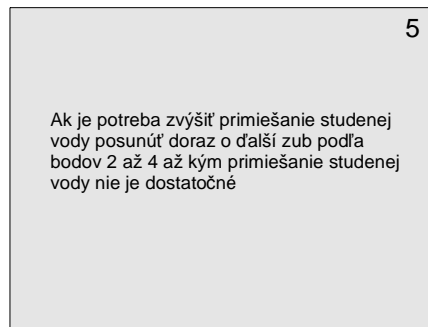 5
Ak je potreba zvýšiť primiešanie studenej
vody posunúť doraz o ďalší zub podľa
bodov 2 až 4 až kým primiešanie studenej
vody nie je dostatočné